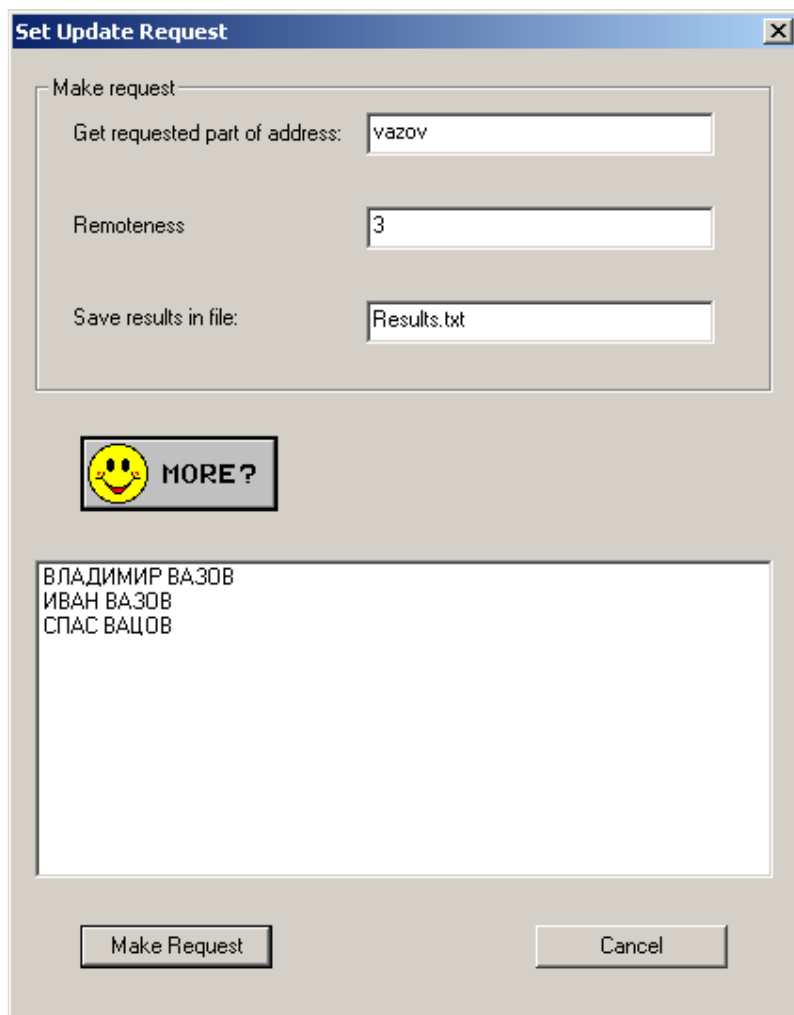 Set Update Request
Make request
Get requested part of address: vazov
Remoteness 3
Save results in file: Results.txt
MORE?
ВЛАДИМИР ВАЗОВ
ИВАН ВАЗОВ
СПАС ВАЦОВ
Make Request Cancel